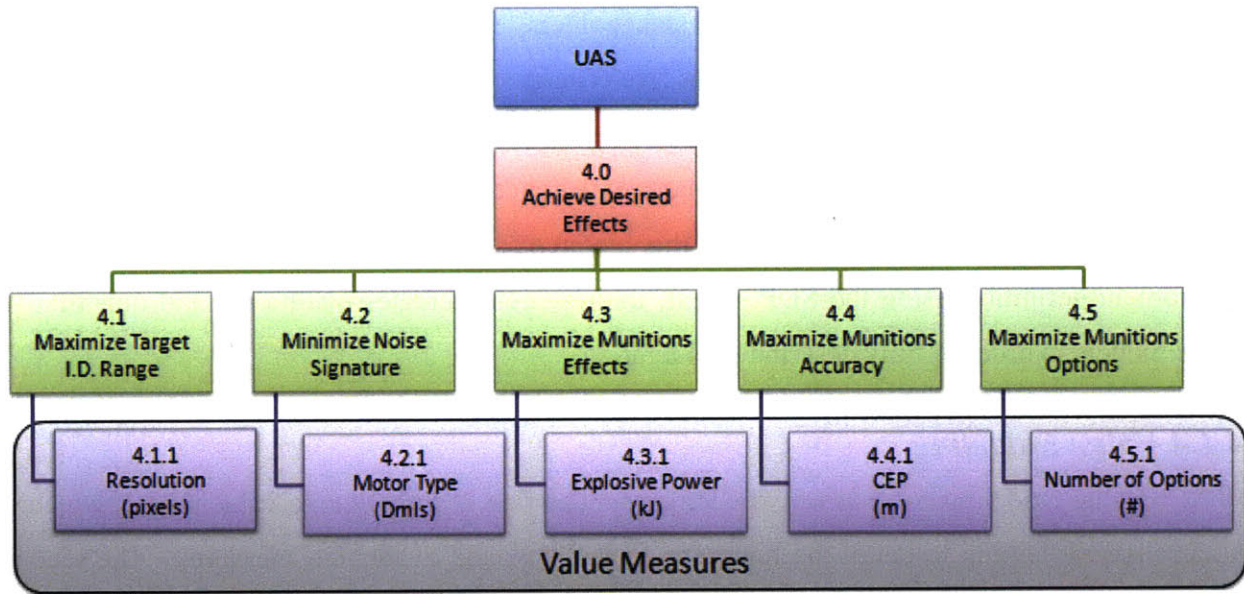 UAS
4.0
Achieve Desired
Effects
4.1
Maximize Target
I.D. Range
4.2
Minimize Noise
Signature
4.3
Maximize Munitions
Effects
4.4
Maximize Munitions
Accuracy
4.5
Maximize Munitions
Options
4.1.1
Resolution
(pixels)
4.2.1
Motor Type
(Dmls)
4.3.1
Explosive Power
(kJ)
4.4.1
CEP
(m)
4.5.1
Number of Options
(#)
Value Measures